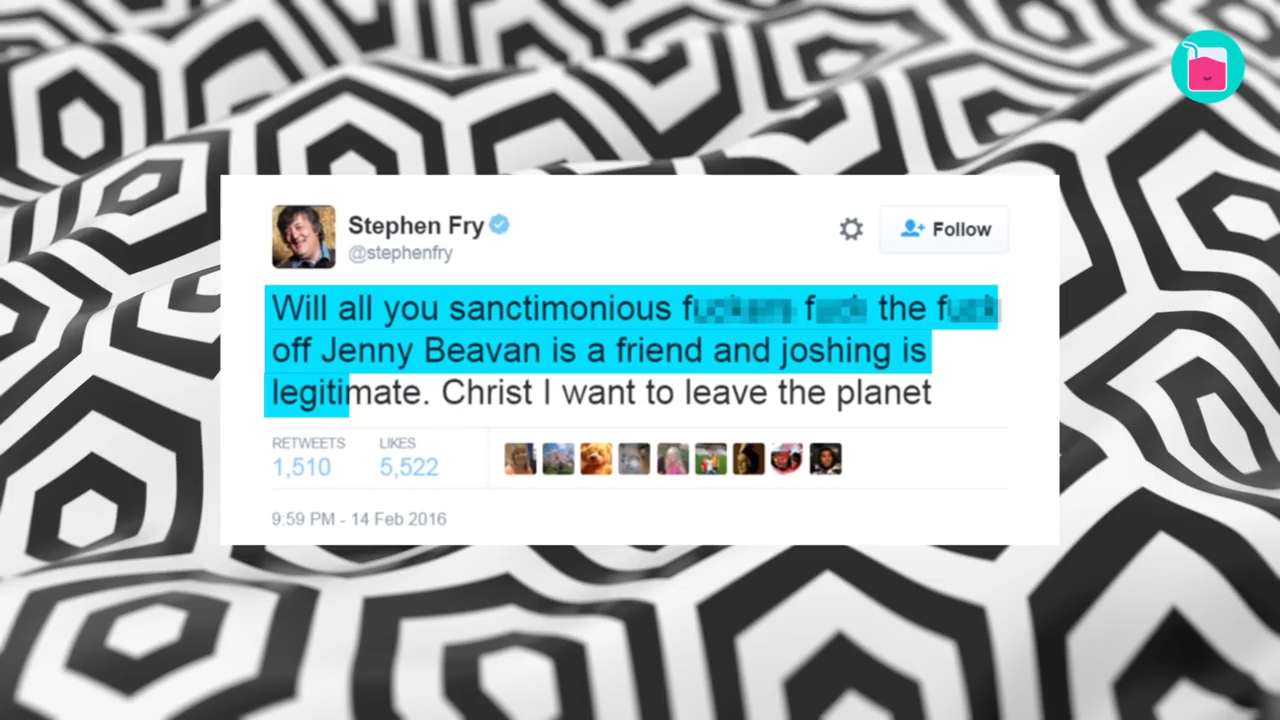 Stephen Fry
@stephenfry
Follow
Will all you sanctimonious f f the f
off Jenny Beavan is a friend and joshing is
legitimate. Christ I want to leave the planet
RETWEETS LIKES
1,510 5,522
9:59 PM - 14 Feb 2016